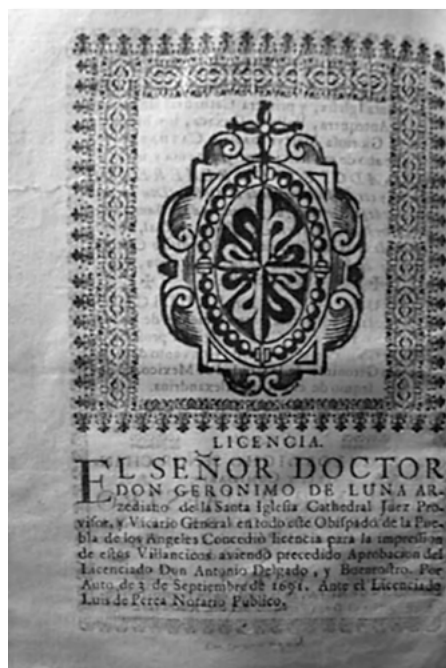 LICENCIA.
EL SEÑOR DOCTOR
DON GERONIMO DE LUNA AR-
zediano de la Santa Iglesia Cathedral Juez Pro
visor, y Vicario General en todo este Obispado de la Pue
bla de los Angeles Concediò licencia para la impression
de estos Villancicos aviendo precedido Aprobacion del
Licenciado Don Antonio Delgado, y Buenrostro. Por
Auto de 3 de Septiembre de 1691. Ante el Licenciado
Luis de Perea Notario Publico.